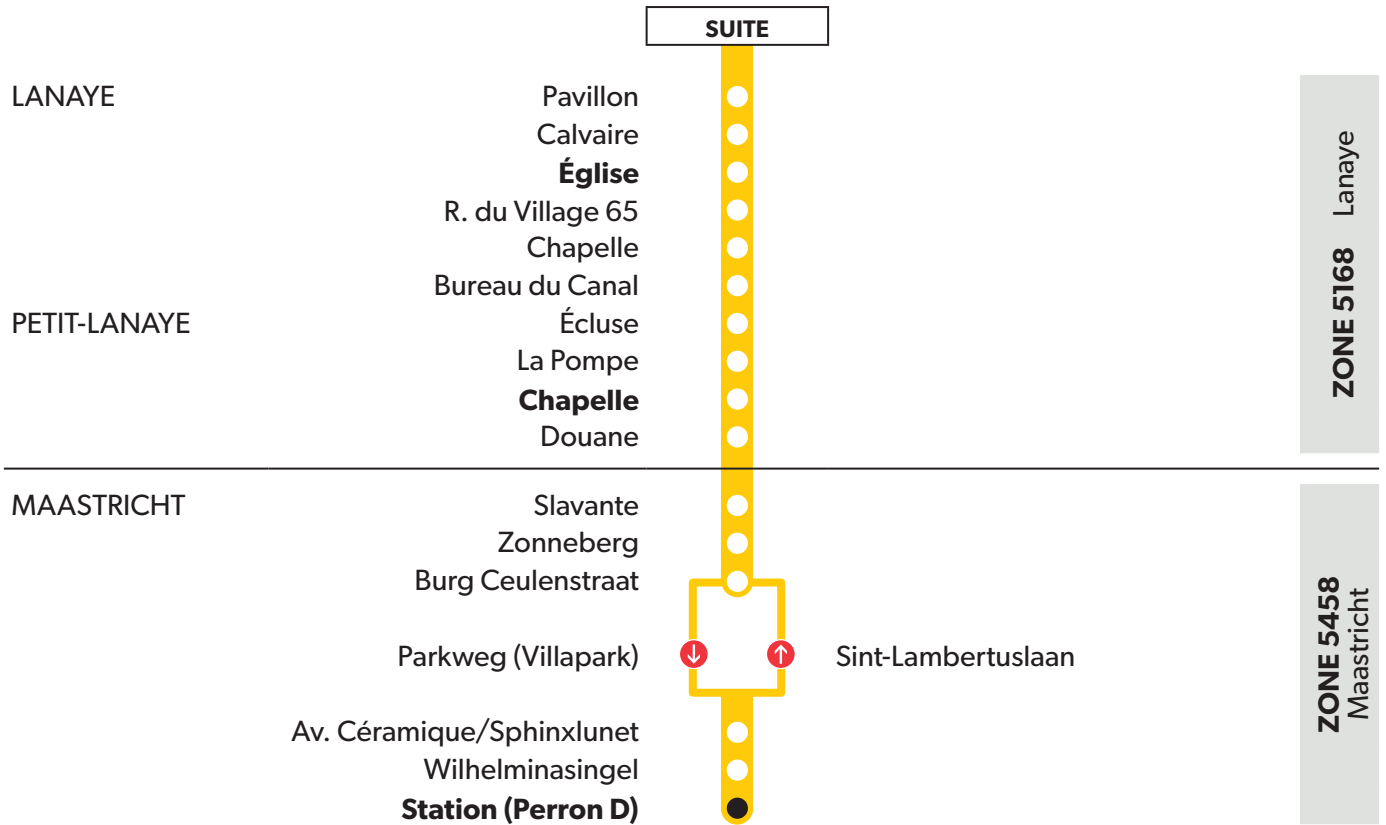 SUITE
LANAYE Pavillon
Calvaire
Église
R. du Village 65
Chapelle
Bureau du Canal
PETIT-LANAYE Écluse
La Pompe
Chapelle
Douane
ZONE 5168 Lanaye
MAASTRICHT Slavante
Zonneberg
Burg Ceulenstraat
Parkweg (Villapark) Sint-Lambertuslaan
Av. Céramique/Sphinxlunet
Wilhelminasingel
Station (Perron D)
ZONE 5458
Maastricht